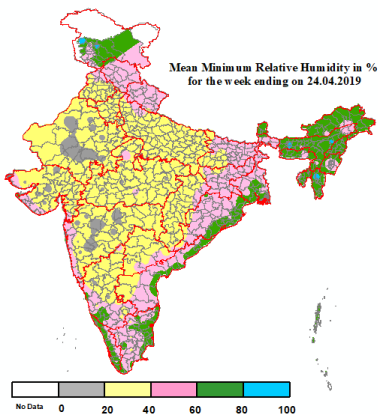 Mean Minimum Relative Humidity in %
for the week ending on 24.04.2019
No Data 0 20 40 60 80 100